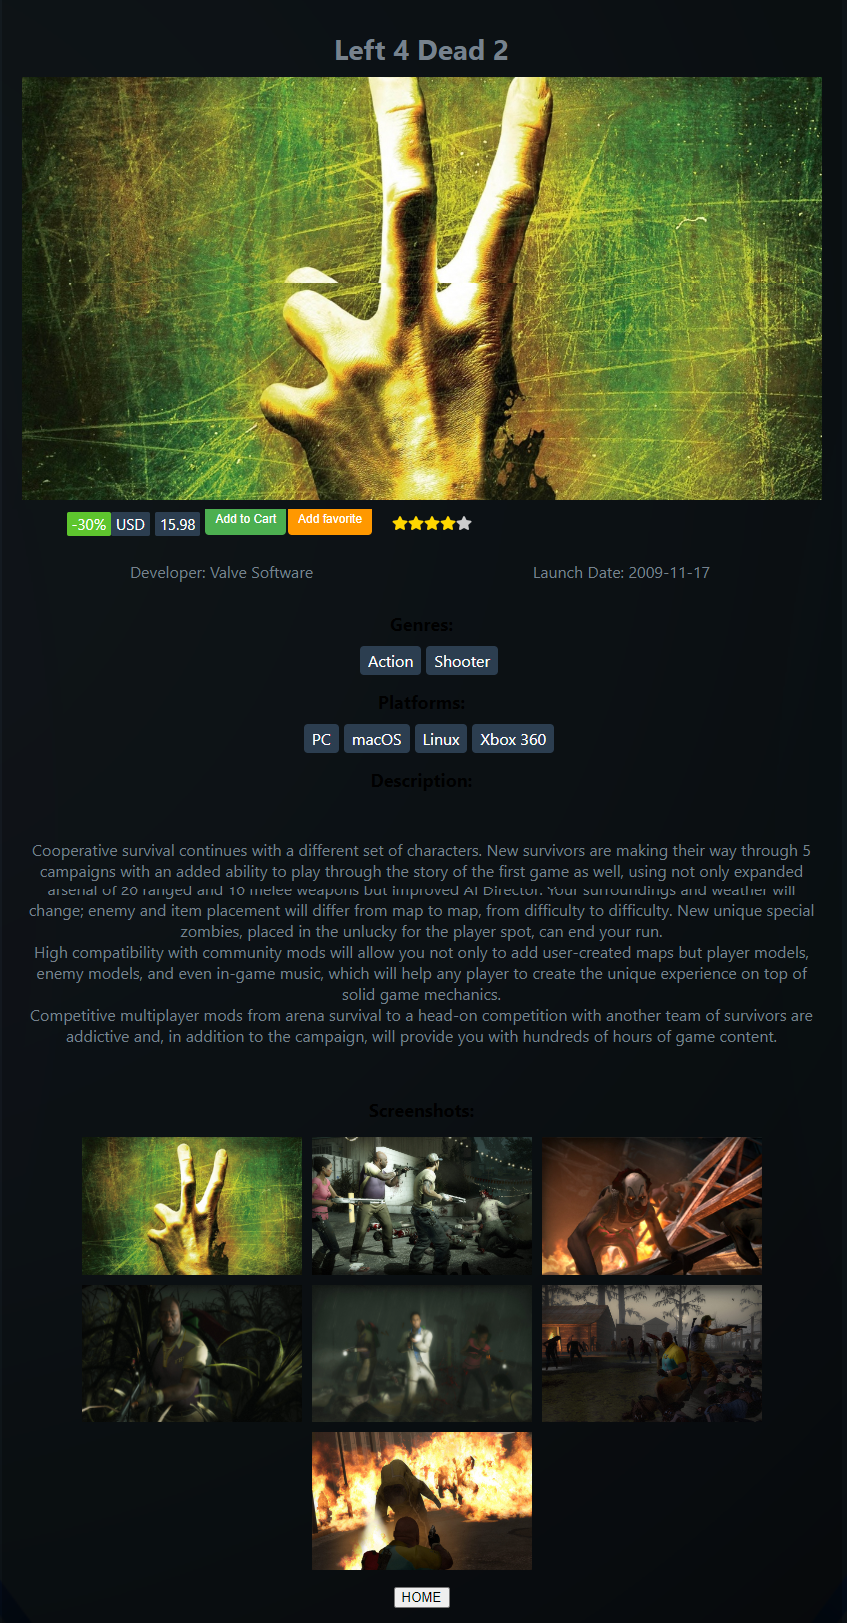 Left 4 Dead 2
-30% USD 15.98 Add to Cart Add favorite
Developer: Valve Software Launch Date: 2009-11-17
Genres:
Action Shooter
Platforms:
PC macOS Linux Xbox 360
Description:
Cooperative survival continues with a different set of characters. New survivors are making their way through 5
campaigns with an added ability to play through the story of the first game as well, using not only expanded
arsenal of 20 ranged and 10 melee weapons but improved AI Director. Your surroundings and weather will
change; enemy and item placement will differ from map to map, from difficulty to difficulty. New unique special
zombies, placed in the unlucky for the player spot, can end your run.
High compatibility with community mods will allow you not only to add user-created maps but player models,
enemy models, and even in-game music, which will help any player to create the unique experience on top of
solid game mechanics.
Competitive multiplayer mods from arena survival to a head-on competition with another team of survivors are
addictive and, in addition to the campaign, will provide you with hundreds of hours of game content.
Screenshots:
HOME